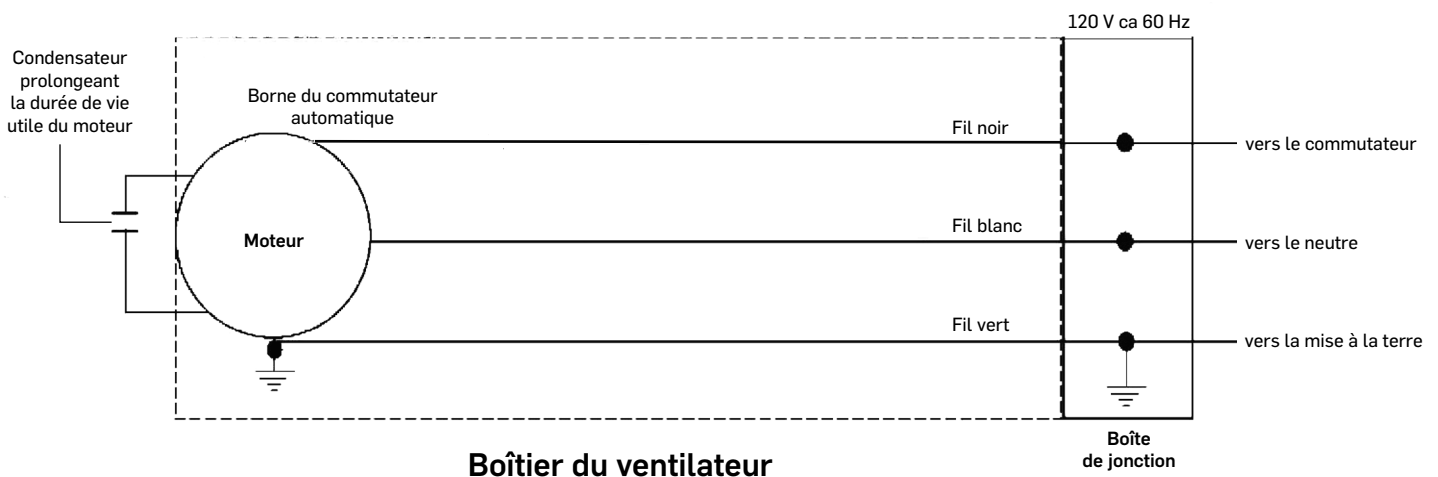 120 V ca 60 Hz
Condensateur
prolongeant
la durée de vie
utile du moteur
Borne du commutateur
automatique
Fil noir
vers le commutateur
Moteur
Fil blanc
vers le neutre
Fil vert
vers la mise à la terre
Boîtier du ventilateur
Boîte
de jonction